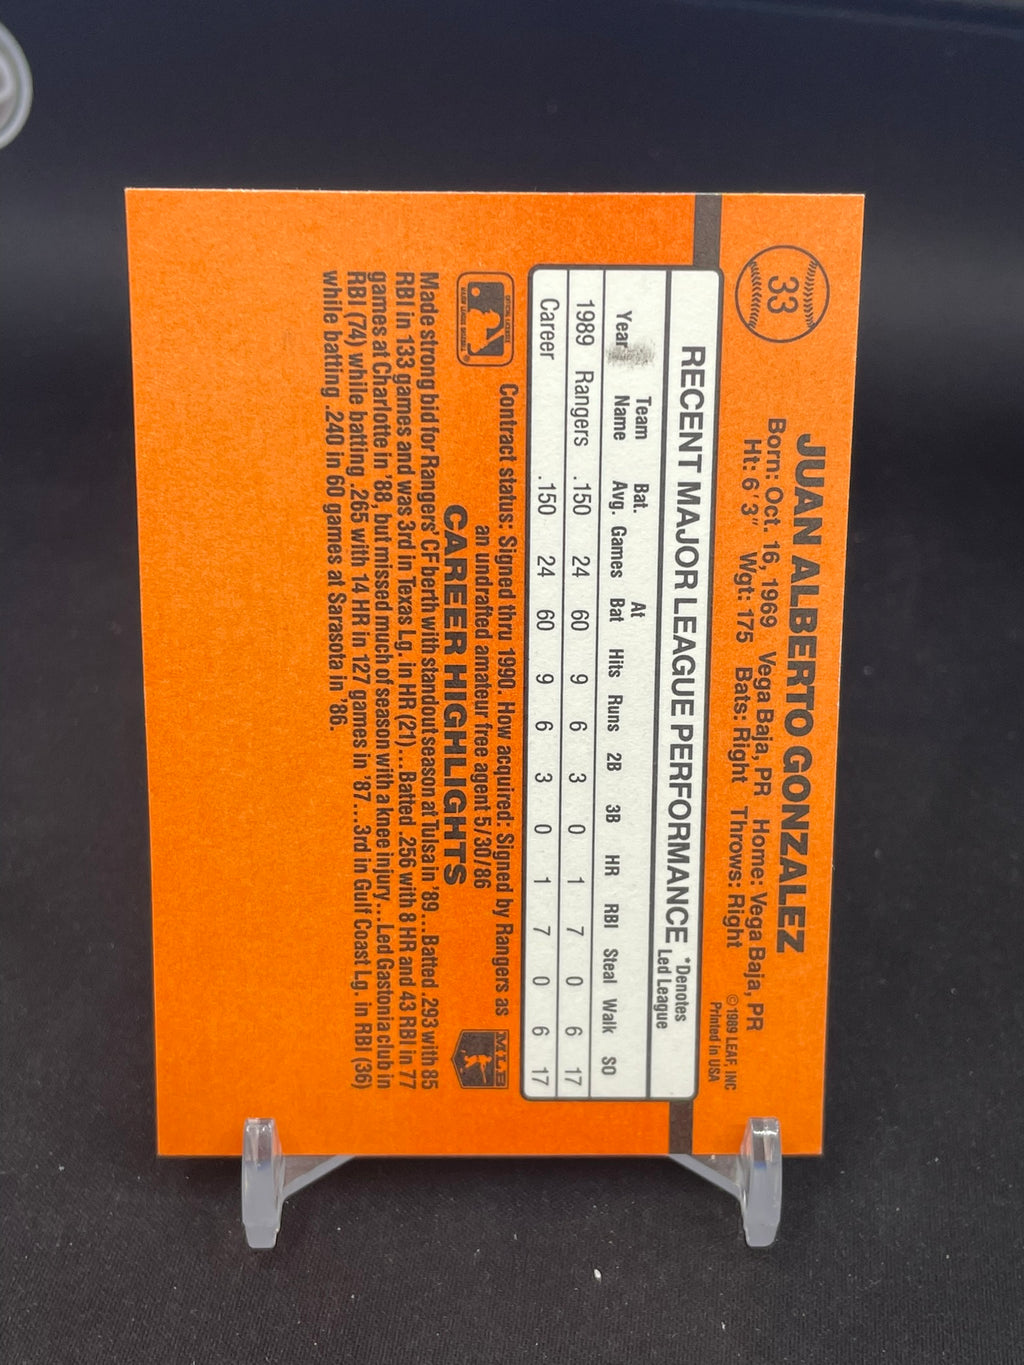 33
JUAN ALBERTO GONZALEZ
Born: Oct. 16, 1969 Vega Baja, PR Home: Vega Baja, PR
Ht: 6'3" Wgt: 175 Bats: Right Throws: Right
©1989 LEAF, INC
Printed in USA
RECENT MAJOR LEAGUE PERFORMANCE *Denotes Led League
Year Team Name Bat. Avg. Games At Bat Hits Runs 2B 3B HR RBI Steal Walk SO
1989 Rangers .150 24 60 9 6 3 0 1 7 0 6 17
Career .150 24 60 9 6 3 0 1 7 0 6 17
OFFICIAL LICENSEE
MAJOR LEAGUE BASEBALL
Contract status: Signed thru 1990. How acquired: Signed by Rangers as
an undrafted amateur free agent 5/30/86
CAREER HIGHLIGHTS
Made strong bid for Rangers' CF berth with standout season at Tulsa in '89...Batted .293 with 85
RBI in 133 games and was 3rd in Texas Lg. in HR (21)...Batted .256 with 8 HR and 43 RBI in 77
games at Charlotte in '88, but missed much of season with a knee injury...Led Gastonia club in
RBI (74) while batting .265 with 14 HR in 127 games in '87...3rd in Gulf Coast Lg. in RBI (36)
while batting .240 in 60 games at Sarasota in '86.